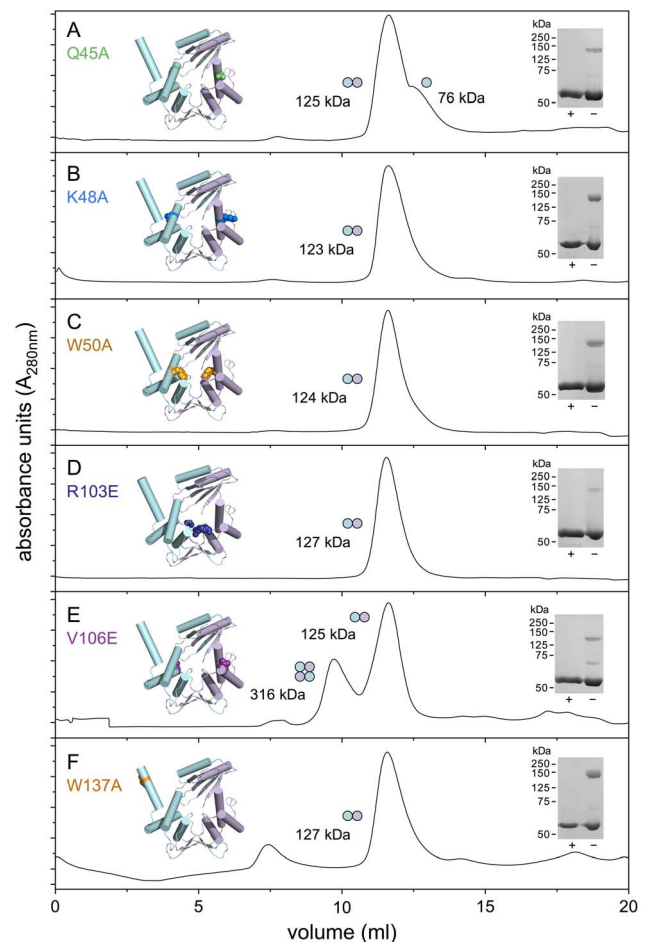 A
Q45A
125 kDa
76 kDa
kDa
250
150
125
75
50
+ −
B
K48A
123 kDa
kDa
250
150
125
75
50
+ −
C
W50A
124 kDa
kDa
250
150
125
75
50
+ −
D
R103E
127 kDa
kDa
250
150
125
75
50
+ −
E
V106E
125 kDa
316 kDa
kDa
250
150
125
75
50
+ −
F
W137A
127 kDa
kDa
250
150
125
75
50
+ −
absorbance units (A280nm)
0 5 10 15 20
volume (ml)